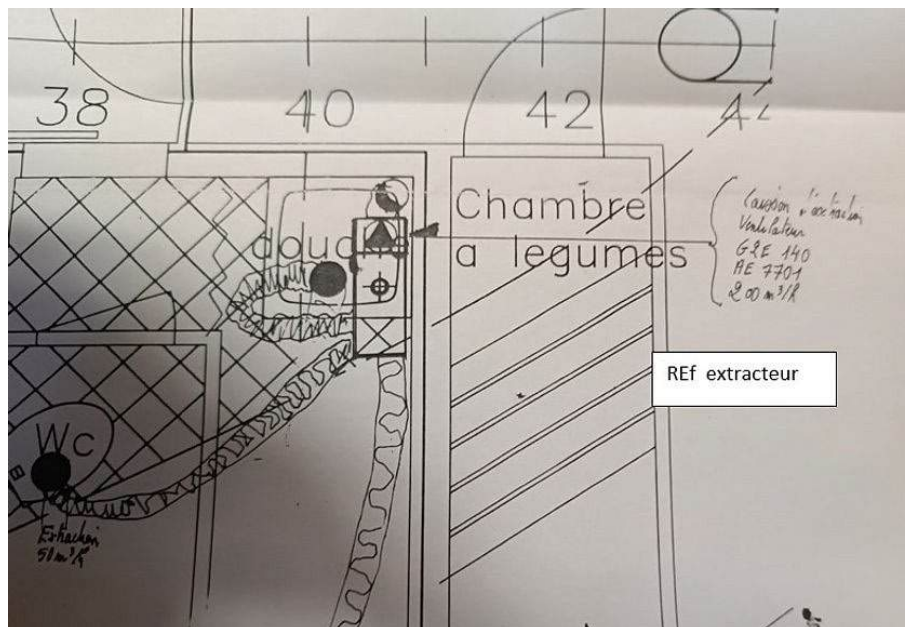 38
40
42
Chambre
a legumes
douche
Caisson d'extraction
Ventilateur
G2E 140
AE 7701
200 m³/h
REf extracteur
Wc
Extraction
50 m³/h